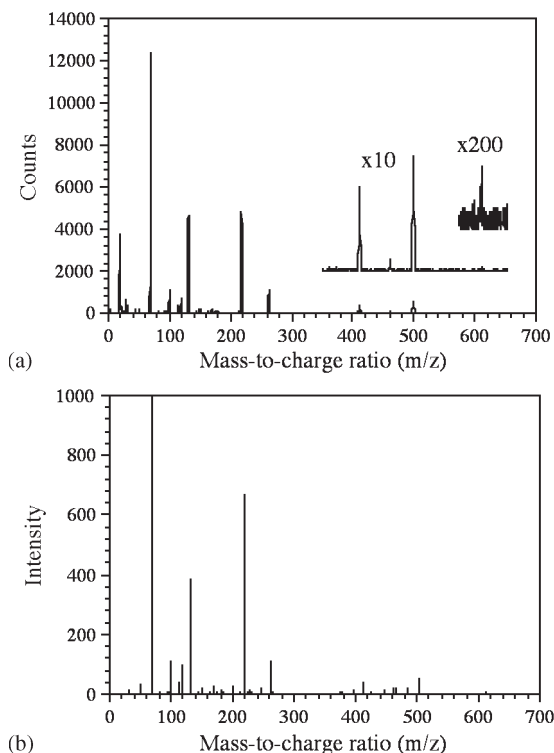 14000
12000
10000
8000
6000
4000
2000
0
Counts
x10
x200
0 100 200 300 400 500 600 700
Mass-to-charge ratio (m/z)
(a)
1000
800
600
400
200
0
Intensity
0 100 200 300 400 500 600 700
Mass-to-charge ratio (m/z)
(b)